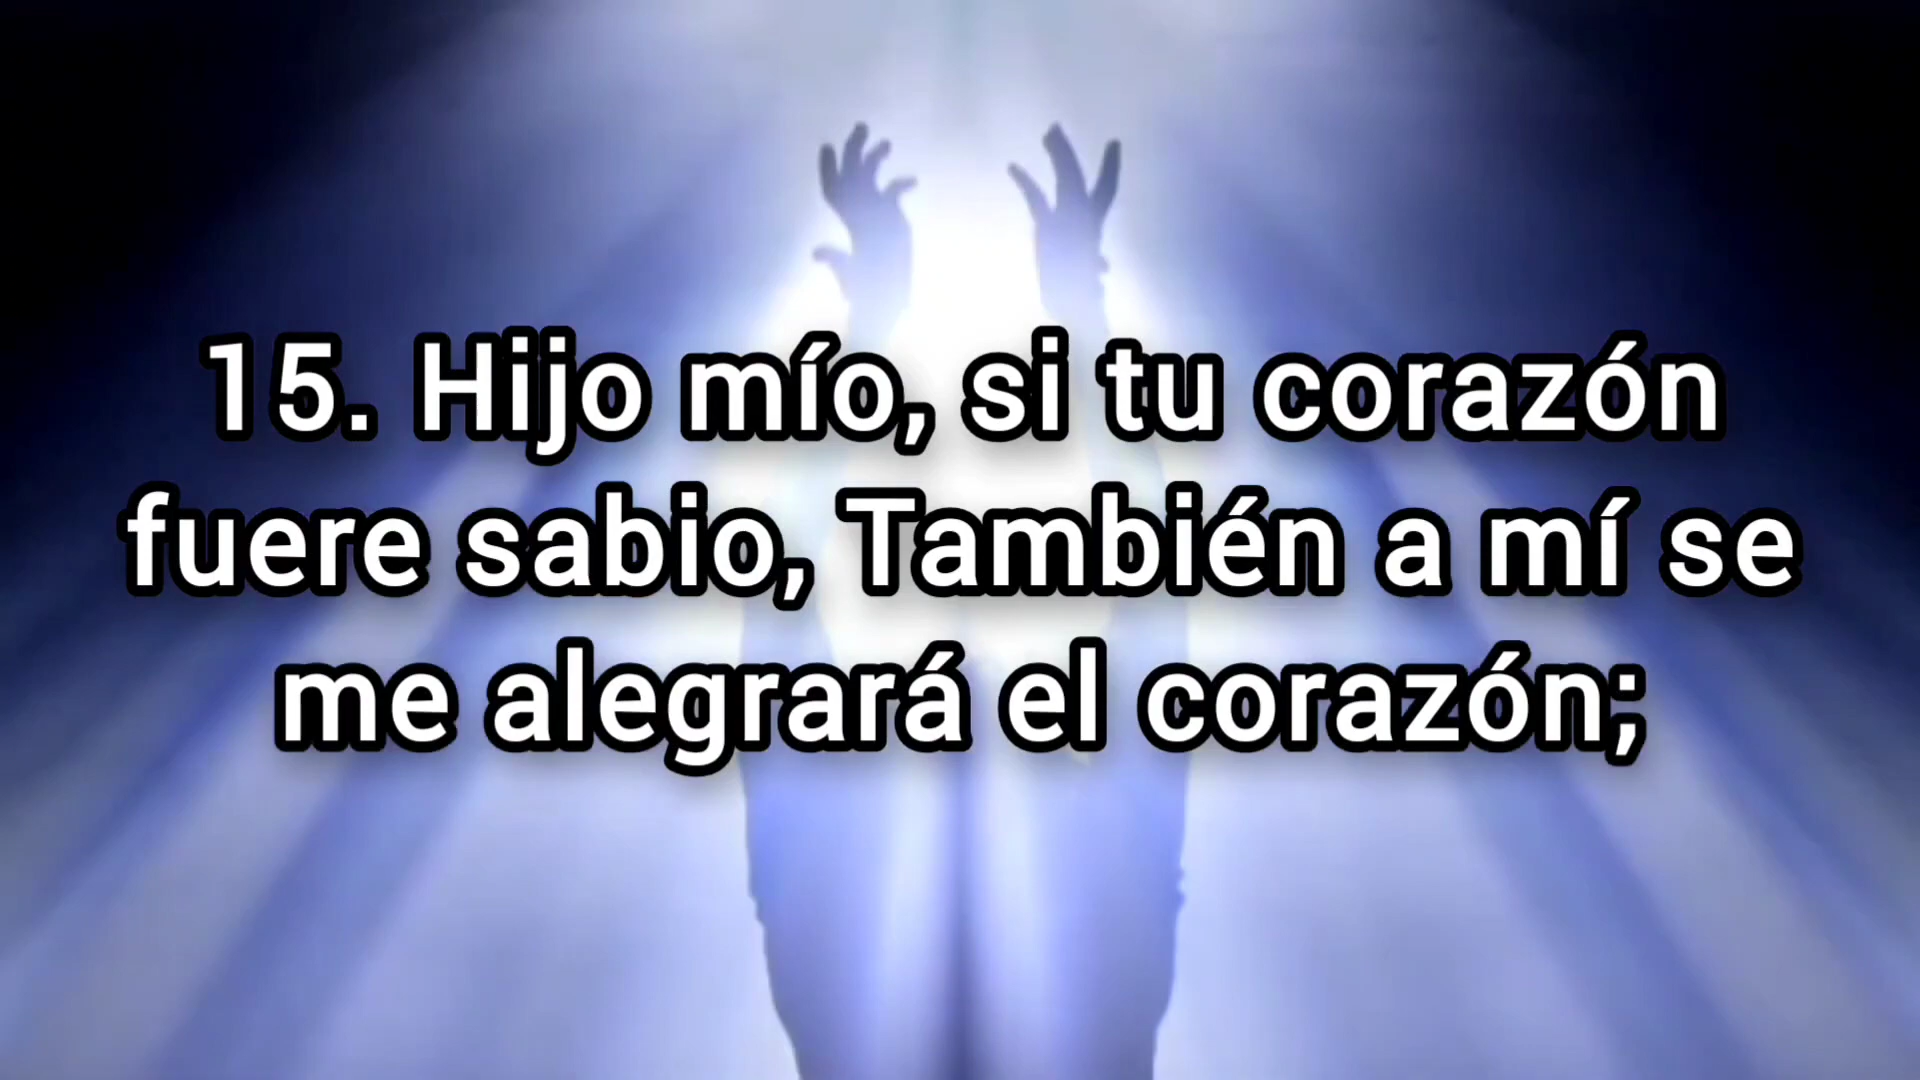 15. Hijo mío, si tu corazón
fuere sabio, También a mí se
me alegrará el corazón;